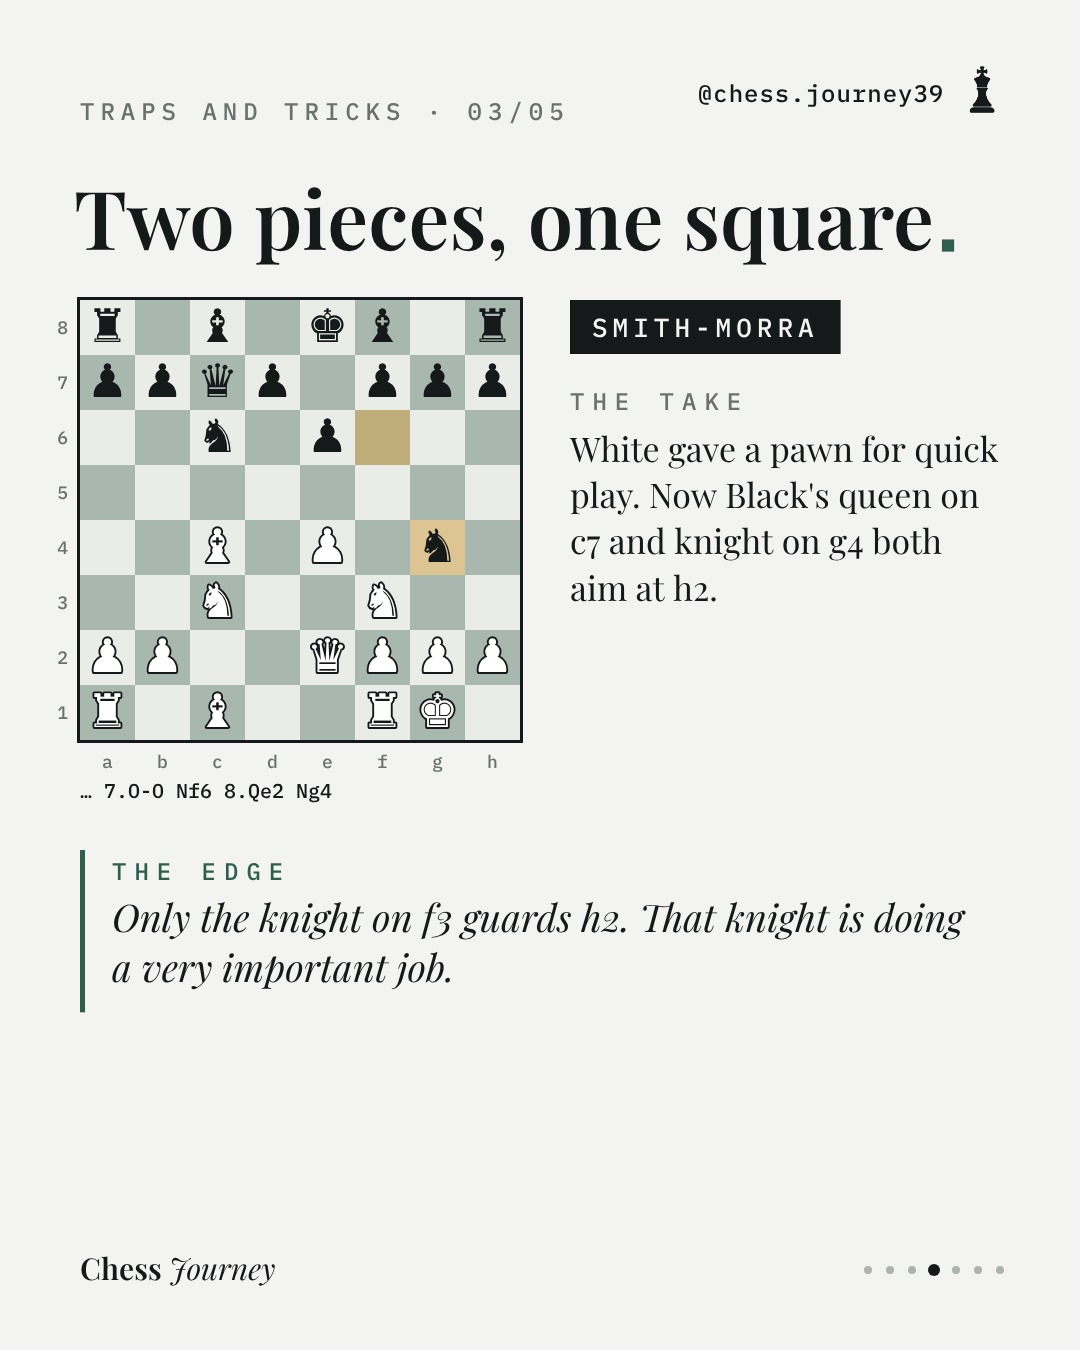 TRAPS AND TRICKS · 03/05
@chess.journey39
Two pieces, one square.
8
7
6
5
4
3
2
1
a b c d e f g h
… 7.O-O Nf6 8.Qe2 Ng4
SMITH-MORRA
THE TAKE
White gave a pawn for quick
play. Now Black's queen on
c7 and knight on g4 both
aim at h2.
THE EDGE
Only the knight on f3 guards h2. That knight is doing
a very important job.
Chess Journey